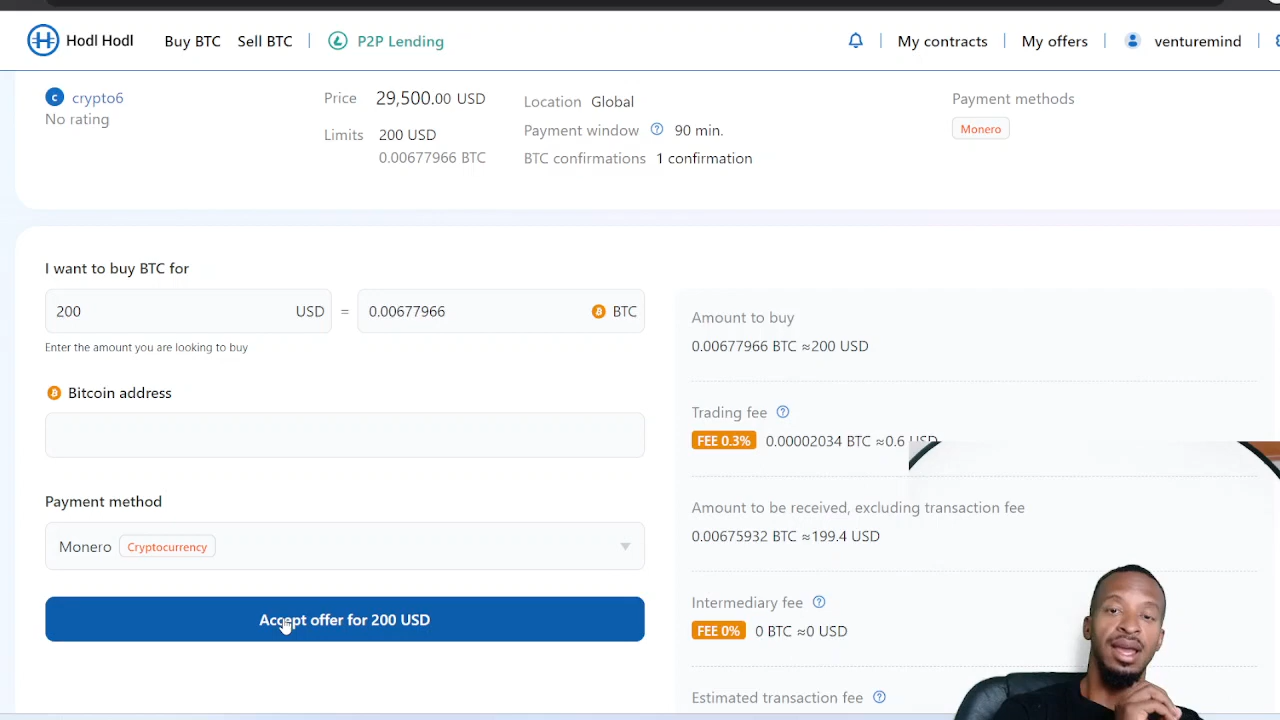 Hodl Hodl
Buy BTC
Sell BTC
P2P Lending
My contracts
My offers
venturemind
c crypto6
No rating
Price 29,500.00 USD
Limits 200 USD
0.00677966 BTC
Location Global
Payment window ? 90 min.
BTC confirmations 1 confirmation
Payment methods
Monero
I want to buy BTC for
200 USD = 0.00677966 BTC
Enter the amount you are looking to buy
Bitcoin address
Payment method
Monero Cryptocurrency
Accept offer for 200 USD
Amount to buy
0.00677966 BTC ≈200 USD
Trading fee ?
FEE 0.3% 0.00002034 BTC ≈0.6 USD
Amount to be received, excluding transaction fee
0.00675932 BTC ≈199.4 USD
Intermediary fee ?
FEE 0% 0 BTC ≈0 USD
Estimated transaction fee ?